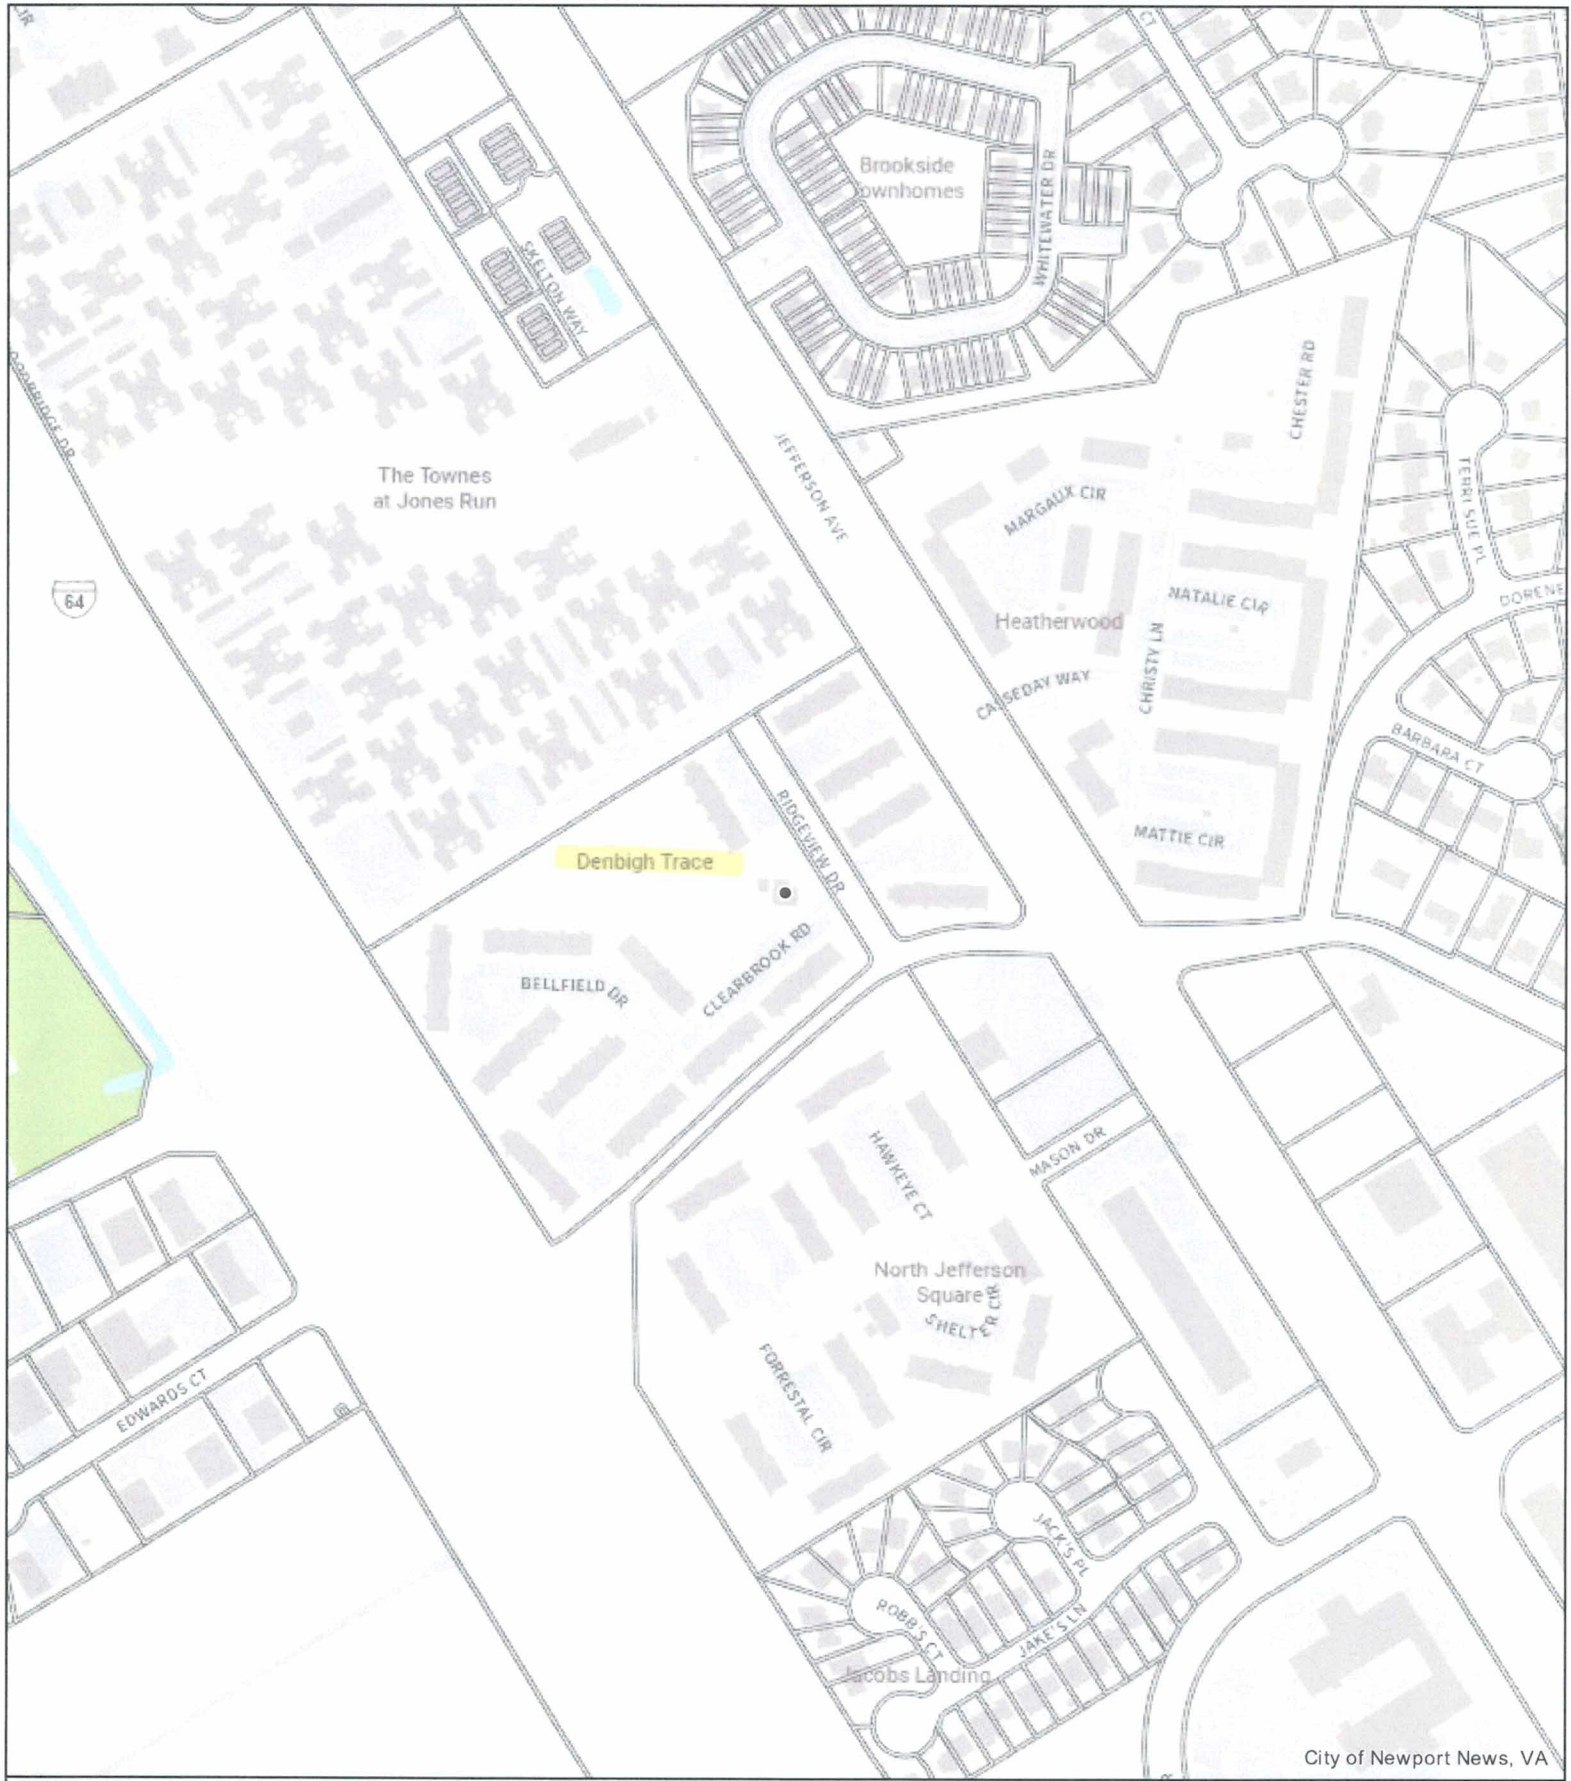 CT
Brookside
ownhomes
WHITEWATER DR
SKELTON WAY
CHESTER RD
JEFFERSON AVE
The Townes
at Jones Run
MARGAUX CIR
TERRI SUE PL
64
NATALIE CIR
DORENE
Heatherwood
CHRISTY LN
CASSEDAY WAY
BARBARA CT
RIDGEVIEW DR
MATTIE CIR
Denbigh Trace
CLEARBROOK RD
BELLFIELD DR
HAWKEYE CT
MASON DR
North Jefferson
Square
SHELTER CIR
FORRESTAL CIR
EDWARDS CT
JACK'S PL
ROBB'S CT
JAKE'S LN
Jacobs Landing
City of Newport News, VA